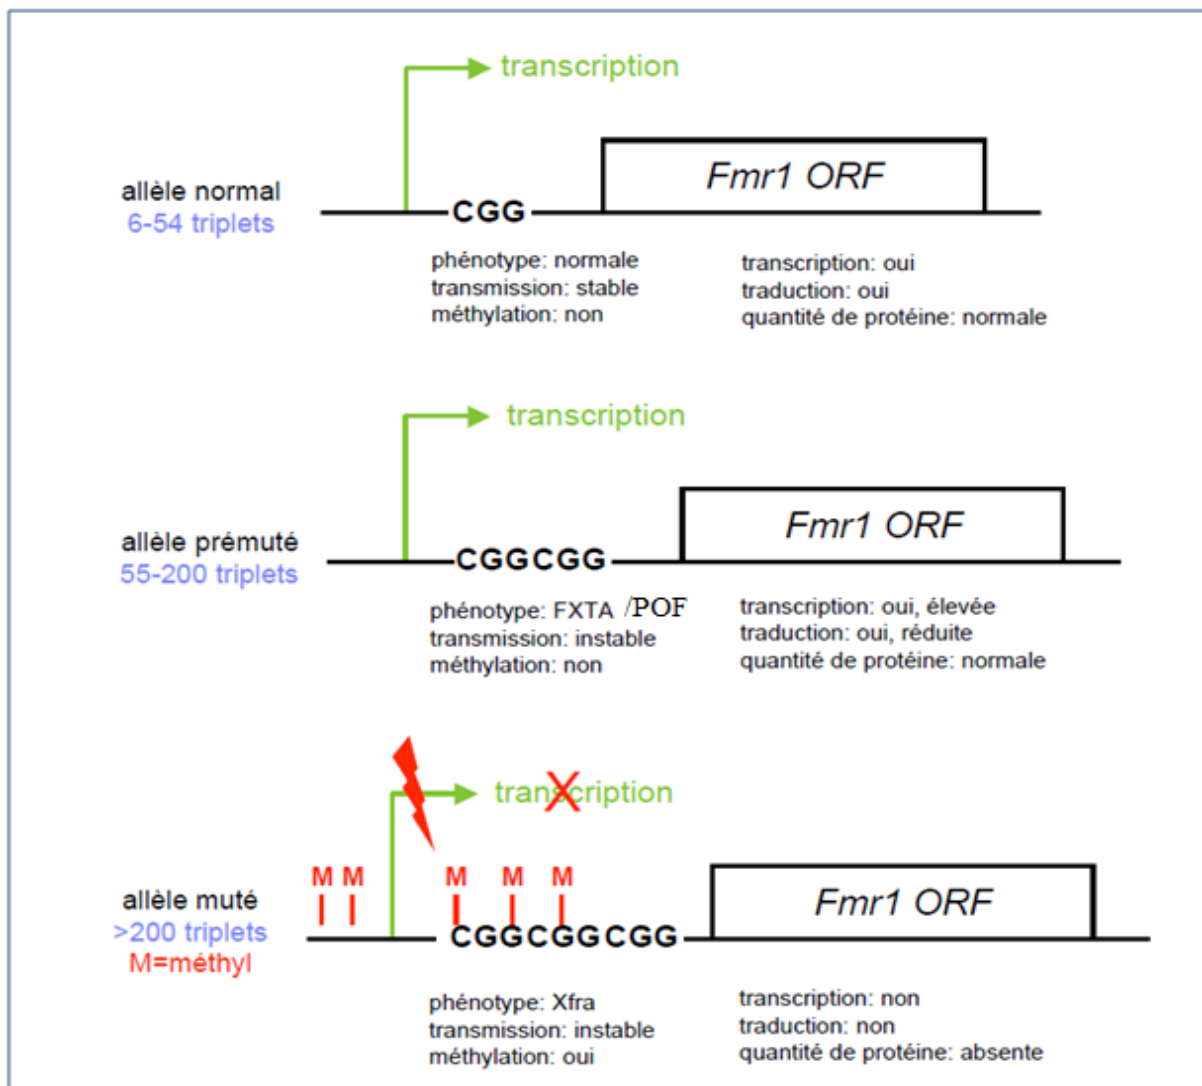 transcription
Fmr1 ORF
allèle normal
6-54 triplets
CGG
phénotype: normale
transmission: stable
méthylation: non
transcription: oui
traduction: oui
quantité de protéine: normale
transcription
Fmr1 ORF
allèle prémuté
55-200 triplets
CGGCGG
phénotype: FXTA /POF
transmission: instable
méthylation: non
transcription: oui, élevée
traduction: oui, réduite
quantité de protéine: normale
transcription
X
M M M M M
Fmr1 ORF
allèle muté
>200 triplets
M=méthyl
CGGCGGCGG
phénotype: Xfra
transmission: instable
méthylation: oui
transcription: non
traduction: non
quantité de protéine: absente